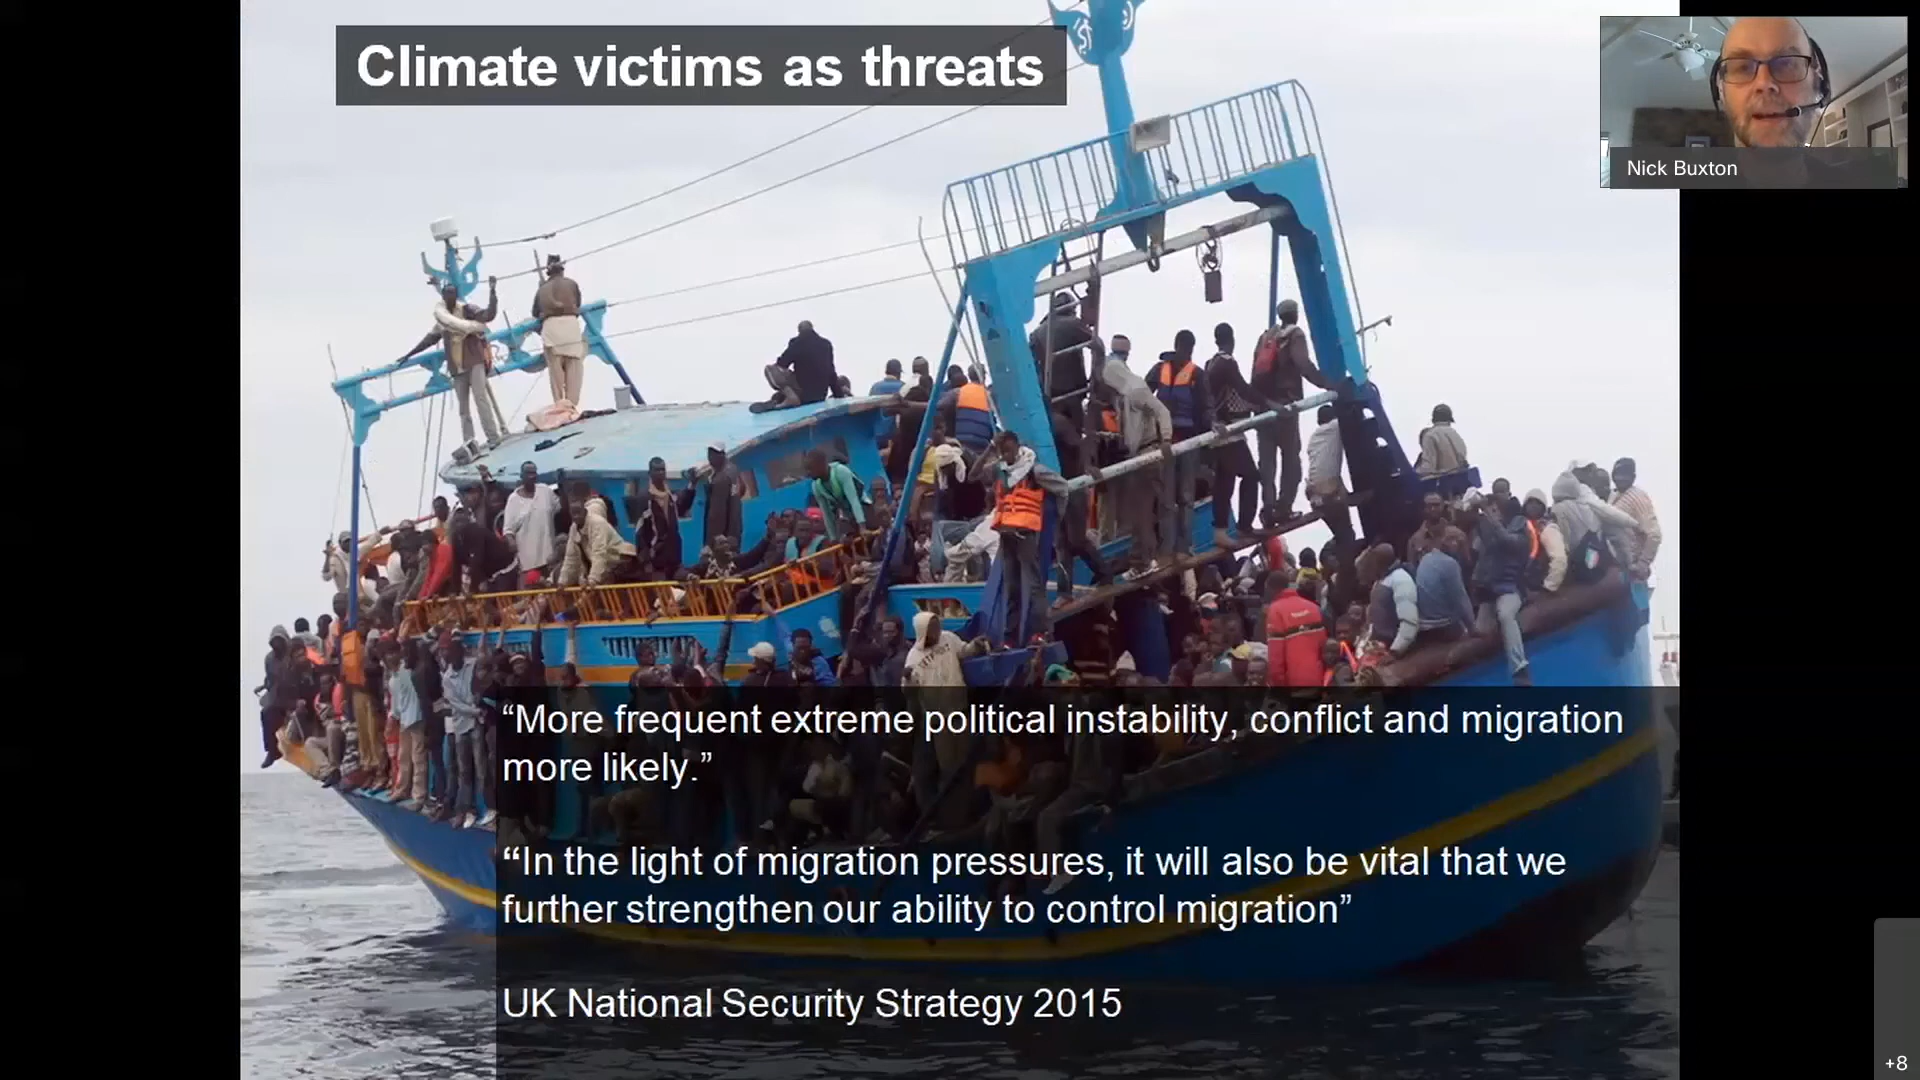 Climate victims as threats
Nick Buxton
“More frequent extreme political instability, conflict and migration
more likely.”
“In the light of migration pressures, it will also be vital that we
further strengthen our ability to control migration”
UK National Security Strategy 2015
+8